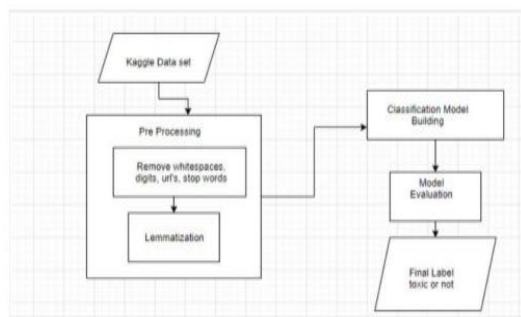 Kaggle Data set
Pre Processing
Remove whitespaces,
digits, url's, stop words
Lemmatization
Classification Model
Building
Model
Evaluation
Final Label
toxic or not